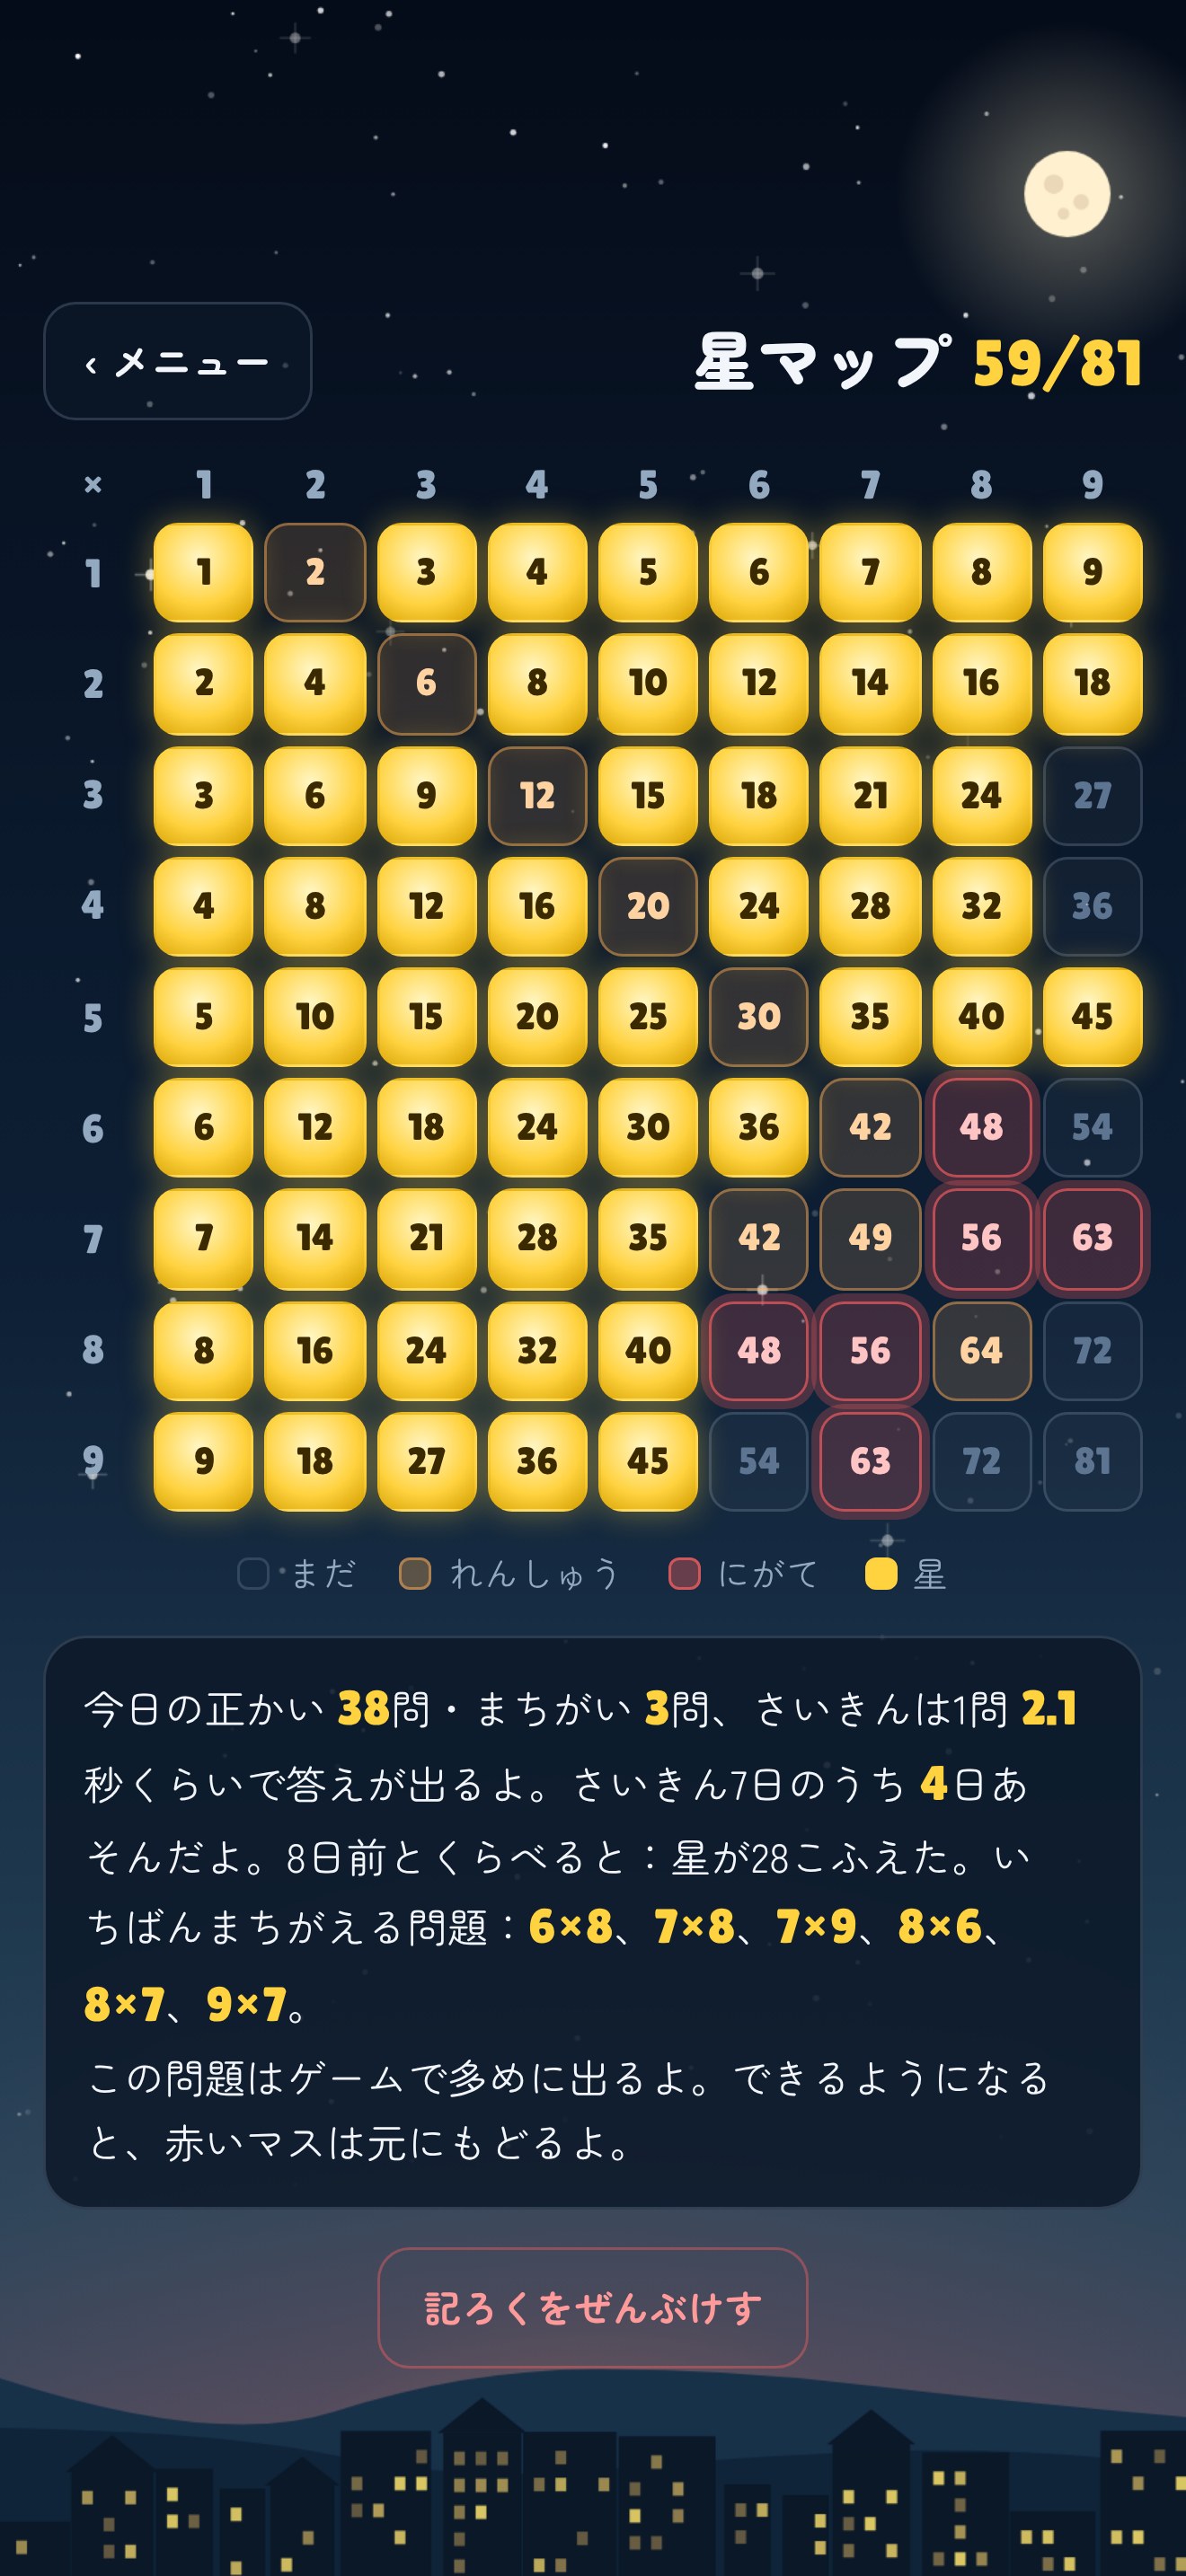 ‹ メニュー
星マップ 59/81
× 1 2 3 4 5 6 7 8 9
1 1 2 3 4 5 6 7 8 9
2 2 4 6 8 10 12 14 16 18
3 3 6 9 12 15 18 21 24 27
4 4 8 12 16 20 24 28 32 36
5 5 10 15 20 25 30 35 40 45
6 6 12 18 24 30 36 42 48 54
7 7 14 21 28 35 42 49 56 63
8 8 16 24 32 40 48 56 64 72
9 9 18 27 36 45 54 63 72 81
まだ れんしゅう にがて 星
今日の正かい 38問・まちがい 3問、さいきんは1問 2.1
秒くらいで答えが出るよ。さいきん7日のうち 4日あ
そんだよ。8日前とくらべると：星が28こふえた。い
ちばんまちがえる問題：6×8、7×8、7×9、8×6、
8×7、9×7。
この問題はゲームで多めに出るよ。できるようになる
と、赤いマスは元にもどるよ。
記ろくをぜんぶけす